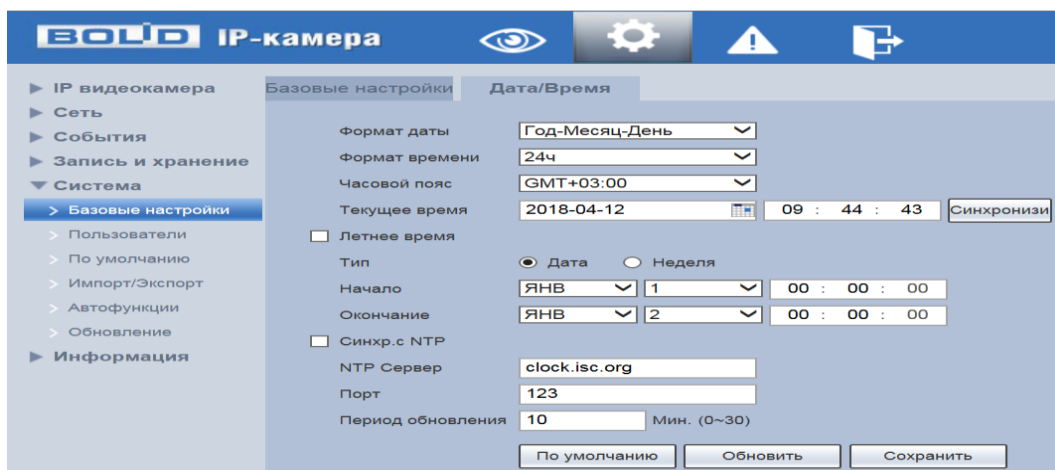 BOLID IP-камера
IP видеокамера
Сеть
События
Запись и хранение
Система
Базовые настройки
Пользователи
По умолчанию
Импорт/Экспорт
Автофункции
Обновление
Информация
Базовые настройки Дата/Время
Формат даты Год-Месяц-День
Формат времени 24ч
Часовой пояс GMT+03:00
Текущее время 2018-04-12 09 : 44 : 43 Синхронизи
Летнее время
Тип Дата Неделя
Начало ЯНВ 1 00 : 00 : 00
Окончание ЯНВ 2 00 : 00 : 00
Синхр.с NTP
NTP Сервер clock.isc.org
Порт 123
Период обновления 10 Мин. (0~30)
По умолчанию Обновить Сохранить